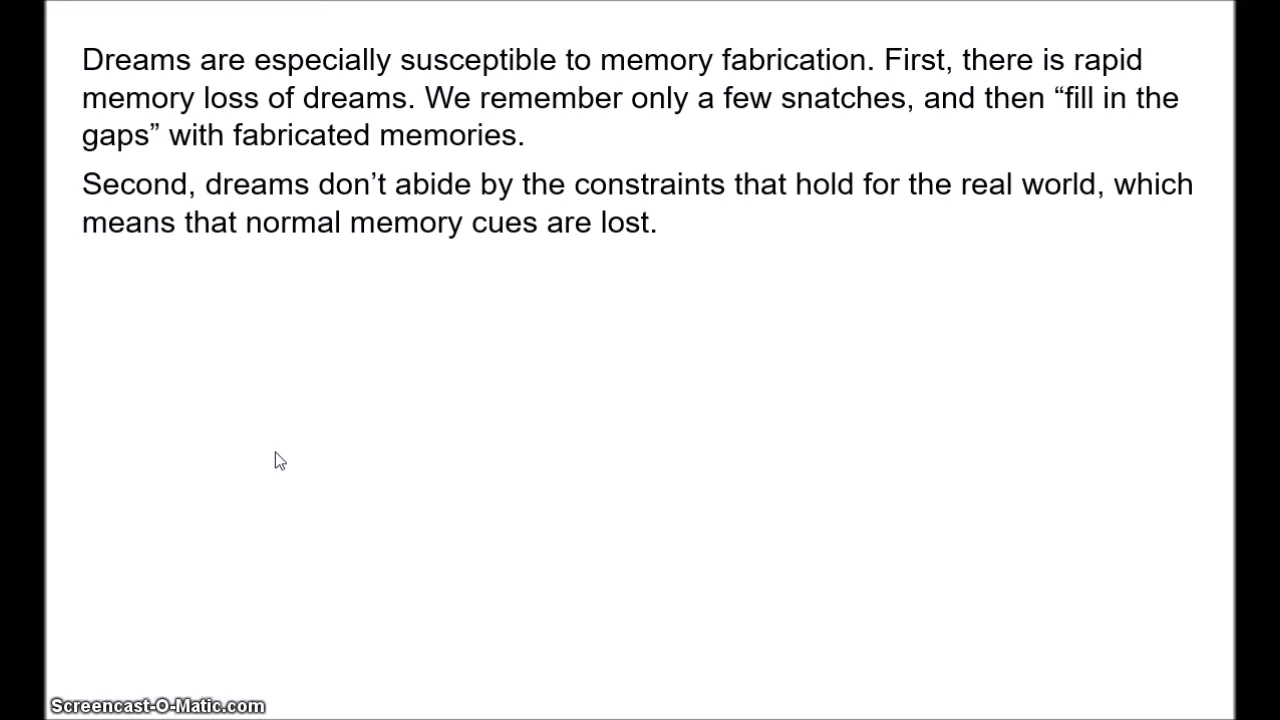 Dreams are especially susceptible to memory fabrication. First, there is rapid
memory loss of dreams. We remember only a few snatches, and then “fill in the
gaps” with fabricated memories.
Second, dreams don’t abide by the constraints that hold for the real world, which
means that normal memory cues are lost.
Screencast-O-Matic.com